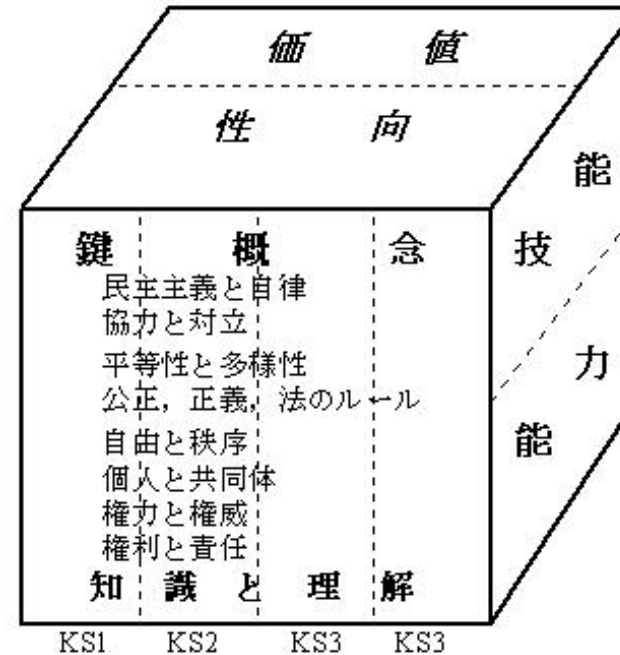 価値
性向
技能
能力
鍵概念
民主主義と自律
協力と対立
平等性と多様性
公正，正義，法のルール
自由と秩序
個人と共同体
権力と権威
権利と責任
知識と理解
KS1 KS2 KS3 KS3